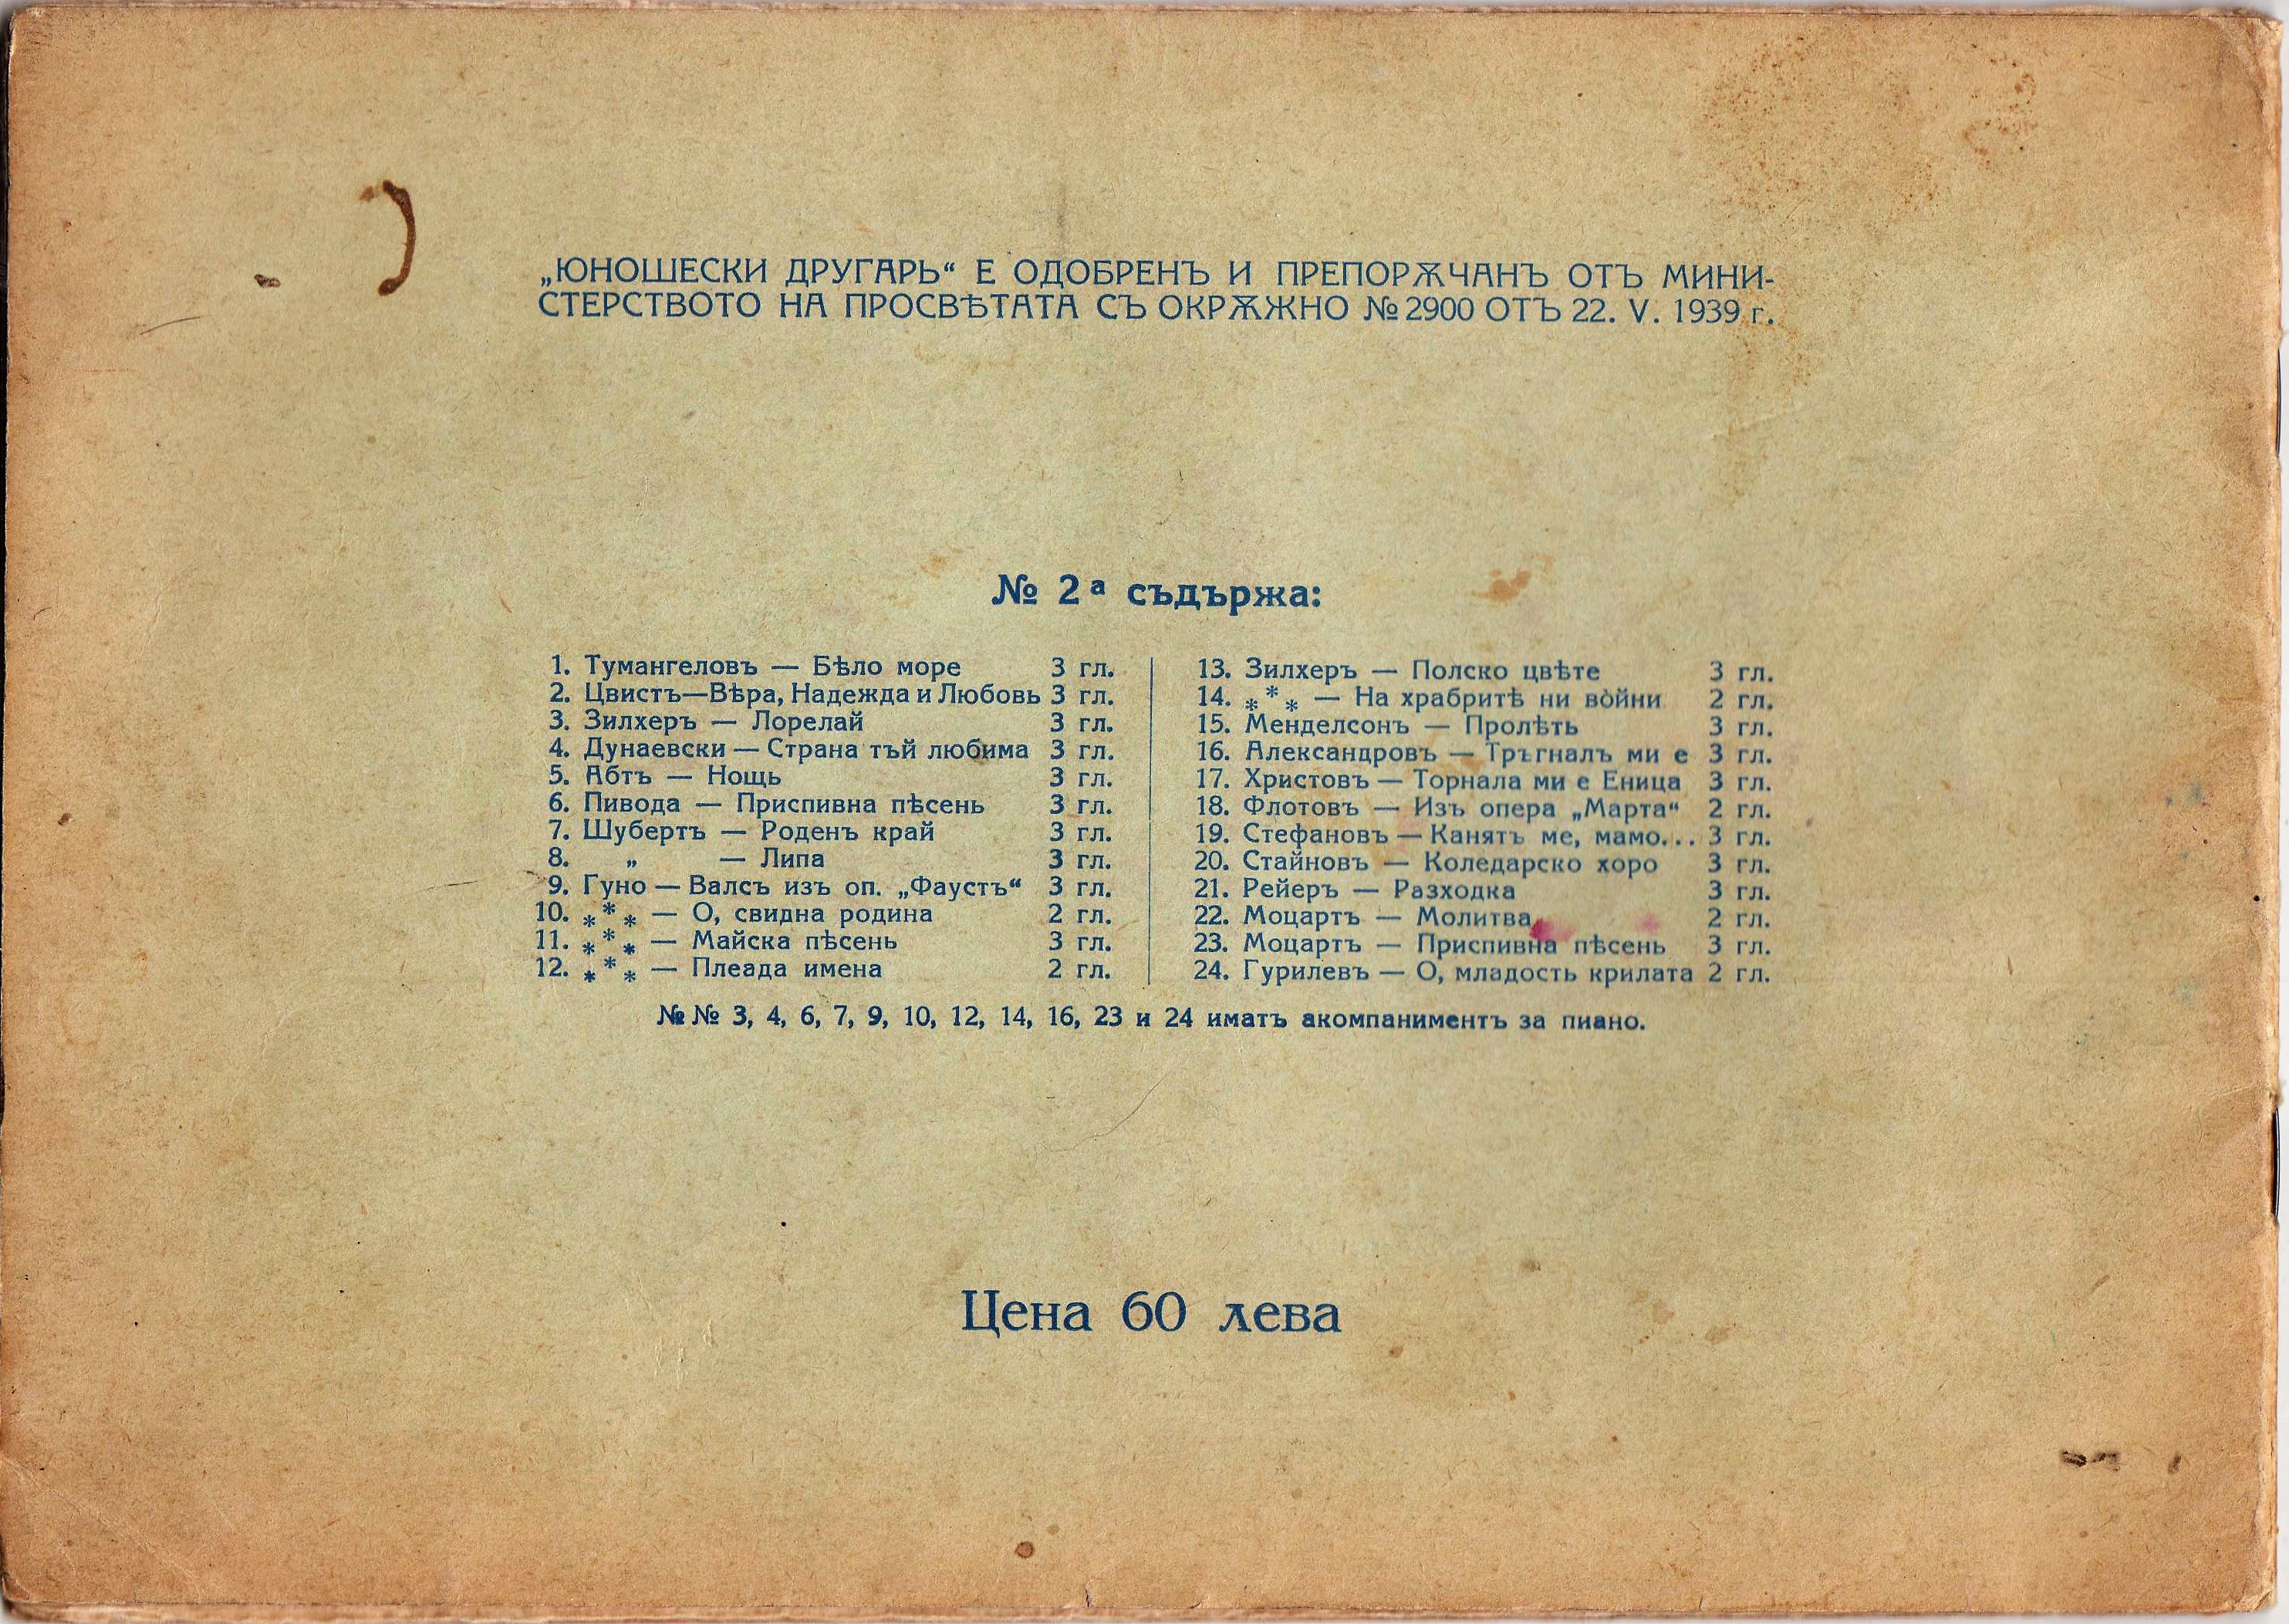 „ЮНОШЕСКИ ДРУГАРЬ“ Е ОДОБРЕНЪ И ПРЕПОРѪЧАНЪ ОТЪ МИНИ-
СТЕРСТВОТО НА ПРОСВѢТАТА СЪ ОКРѪЖНО №2900 ОТЪ 22. V. 1939 г.
№ 2а съдържа:
1. Тумангеловъ — Бѣло море 3 гл.
2. Цвистъ—Вѣра, Надежда и Любовь 3 гл.
3. Зилхеръ — Лорелай 3 гл.
4. Дунаевски — Страна тъй любима 3 гл.
5. Абтъ — Нощь 3 гл.
6. Пивода — Приспивна пѣсень 3 гл.
7. Шубертъ — Роденъ край 3 гл.
8. „ — Липа 3 гл.
9. Гуно — Валсъ изъ оп. „Фаустъ“ 3 гл.
10. * * * — О, свидна родина 2 гл.
11. * * * — Майска пѣсень 3 гл.
12. * * * — Плеада имена 2 гл.
13. Зилхеръ — Полско цвѣте 3 гл.
14. * * * — На храбритѣ ни во̀йни 2 гл.
15. Менделсонъ — Пролѣть 3 гл.
16. Александровъ — Тръгналъ ми е 3 гл.
17. Христовъ — Торнала ми е Еница 3 гл.
18. Флотовъ — Изъ опера „Марта“ 2 гл.
19. Стефановъ — Канятъ ме, мамо... 3 гл.
20. Стайновъ — Коледарско хоро 3 гл.
21. Рейеръ — Разходка 3 гл.
22. Моцартъ — Молитва 2 гл.
23. Моцартъ — Приспивна пѣсень 3 гл.
24. Гурилевъ — О, младость крилата 2 гл.
№№ 3, 4, 6, 7, 9, 10, 12, 14, 16, 23 и 24 иматъ акомпаниментъ за пиано.
Цена 60 лева